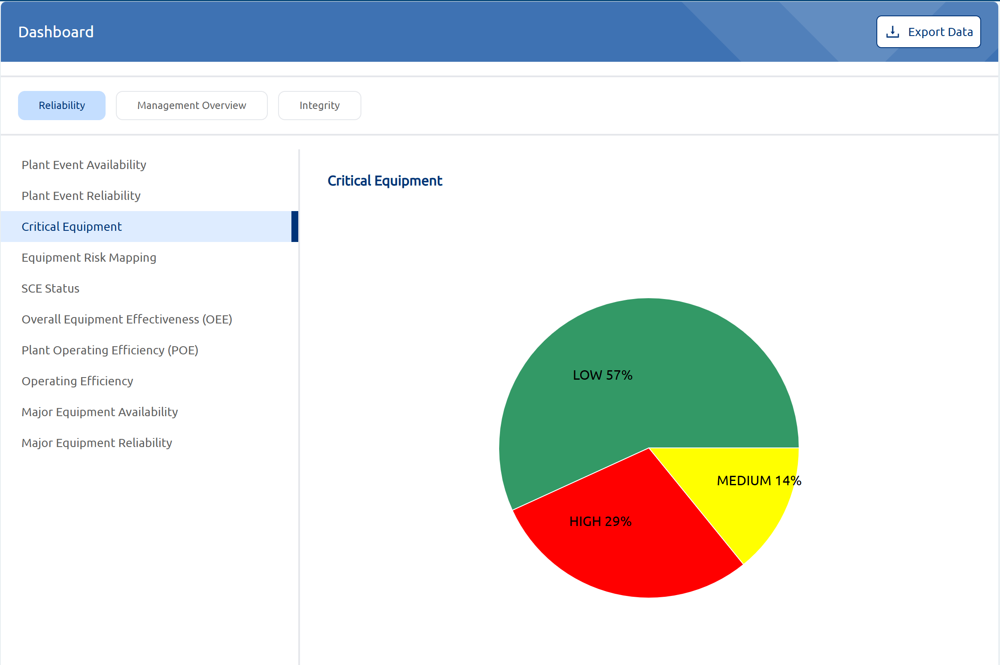 Dashboard
Export Data
Reliability
Management Overview
Integrity
Plant Event Availability
Plant Event Reliability
Critical Equipment
Equipment Risk Mapping
SCE Status
Overall Equipment Effectiveness (OEE)
Plant Operating Efficiency (POE)
Operating Efficiency
Major Equipment Availability
Major Equipment Reliability
Critical Equipment
LOW 57%
MEDIUM 14%
HIGH 29%